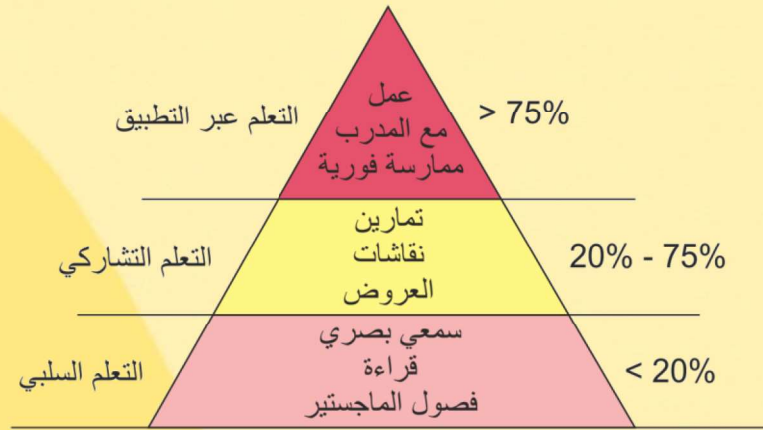 عمل
مع المدرب
ممارسة فورية
التعلم عبر التطبيق
> 75%
تمارين
نقاشات
العروض
التعلم التشاركي
20% - 75%
سمعي بصري
قراءة
فصول الماجستير
التعلم السلبي
< 20%